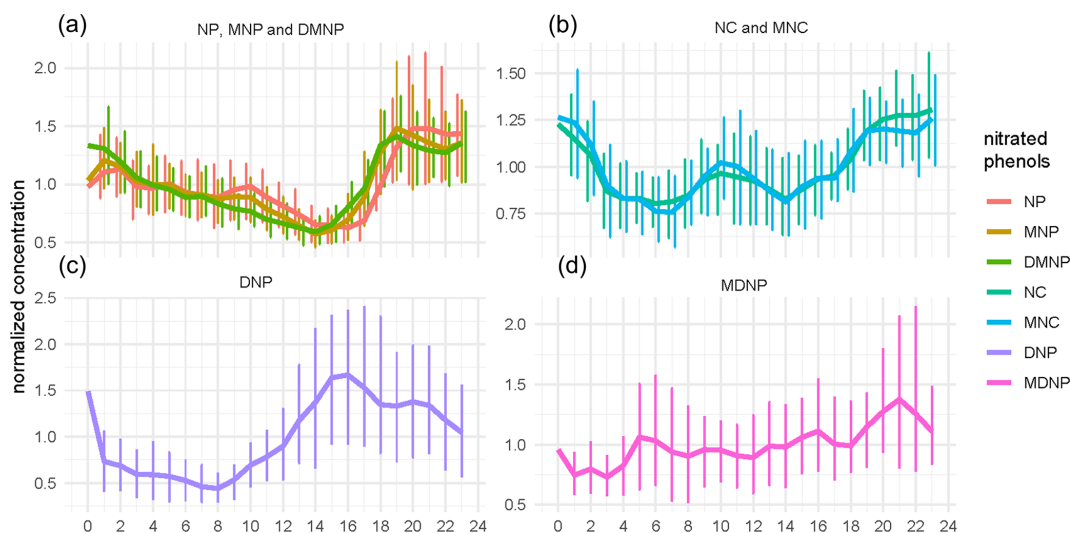 (a)
NP, MNP and DMNP
2.0
1.5
1.0
0.5
(b)
NC and MNC
1.50
1.25
1.00
0.75
(c)
DNP
2.5
2.0
1.5
1.0
0.5
0 2 4 6 8 10 12 14 16 18 20 22 24
(d)
MDNP
2.0
1.5
1.0
0.5
0 2 4 6 8 10 12 14 16 18 20 22 24
normalized concentration
nitrated
phenols
NP
MNP
DMNP
NC
MNC
DNP
MDNP